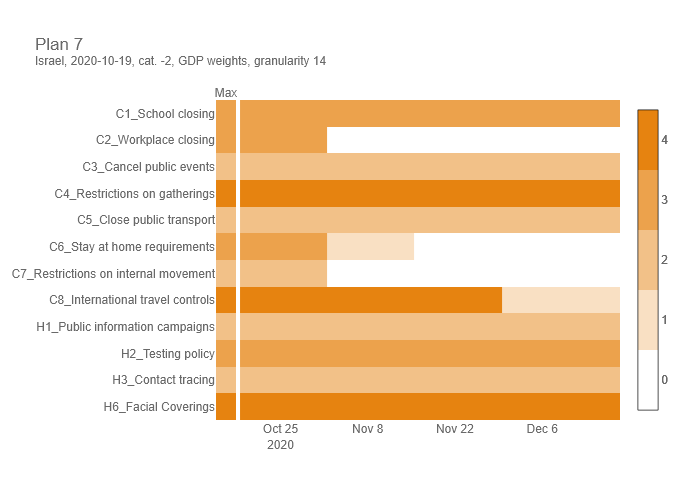 Plan 7
Israel, 2020-10-19, cat. -2, GDP weights, granularity 14
Max
C1_School closing
C2_Workplace closing
C3_Cancel public events
C4_Restrictions on gatherings
C5_Close public transport
C6_Stay at home requirements
C7_Restrictions on internal movement
C8_International travel controls
H1_Public information campaigns
H2_Testing policy
H3_Contact tracing
H6_Facial Coverings
Oct 25
2020
Nov 8
Nov 22
Dec 6
4
3
2
1
0